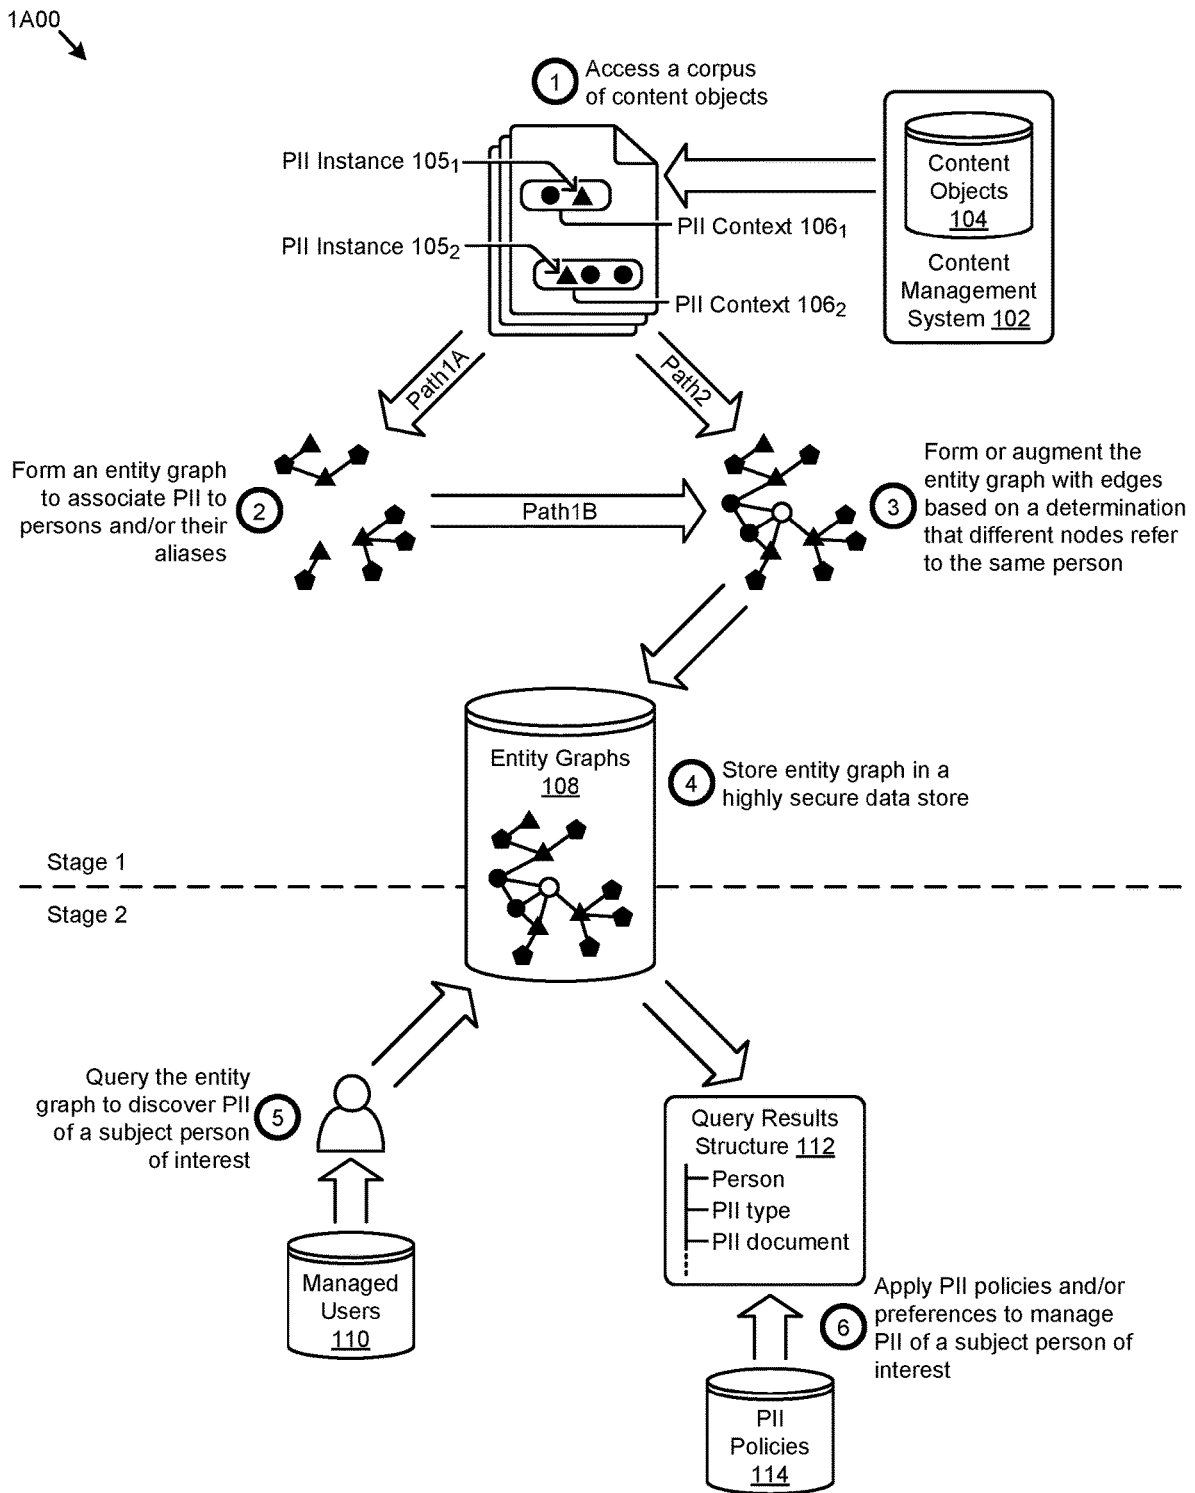 1A00
1
Access a corpus
of content objects
PII Instance 105₁
PII Context 106₁
PII Instance 105₂
PII Context 106₂
Content
Objects
104
Content
Management
System 102
Path1A
Path2
Form an entity graph
to associate PII to
persons and/or their
aliases
2
Path1B
3
Form or augment the
entity graph with edges
based on a determination
that different nodes refer
to the same person
Entity Graphs
108
4
Store entity graph in a
highly secure data store
Stage 1
Stage 2
Query the entity
graph to discover PII
of a subject person
of interest
5
Managed
Users
110
Query Results
Structure 112
Person
PII type
PII document
6
Apply PII policies and/or
preferences to manage
PII of a subject person of
interest
PII
Policies
114